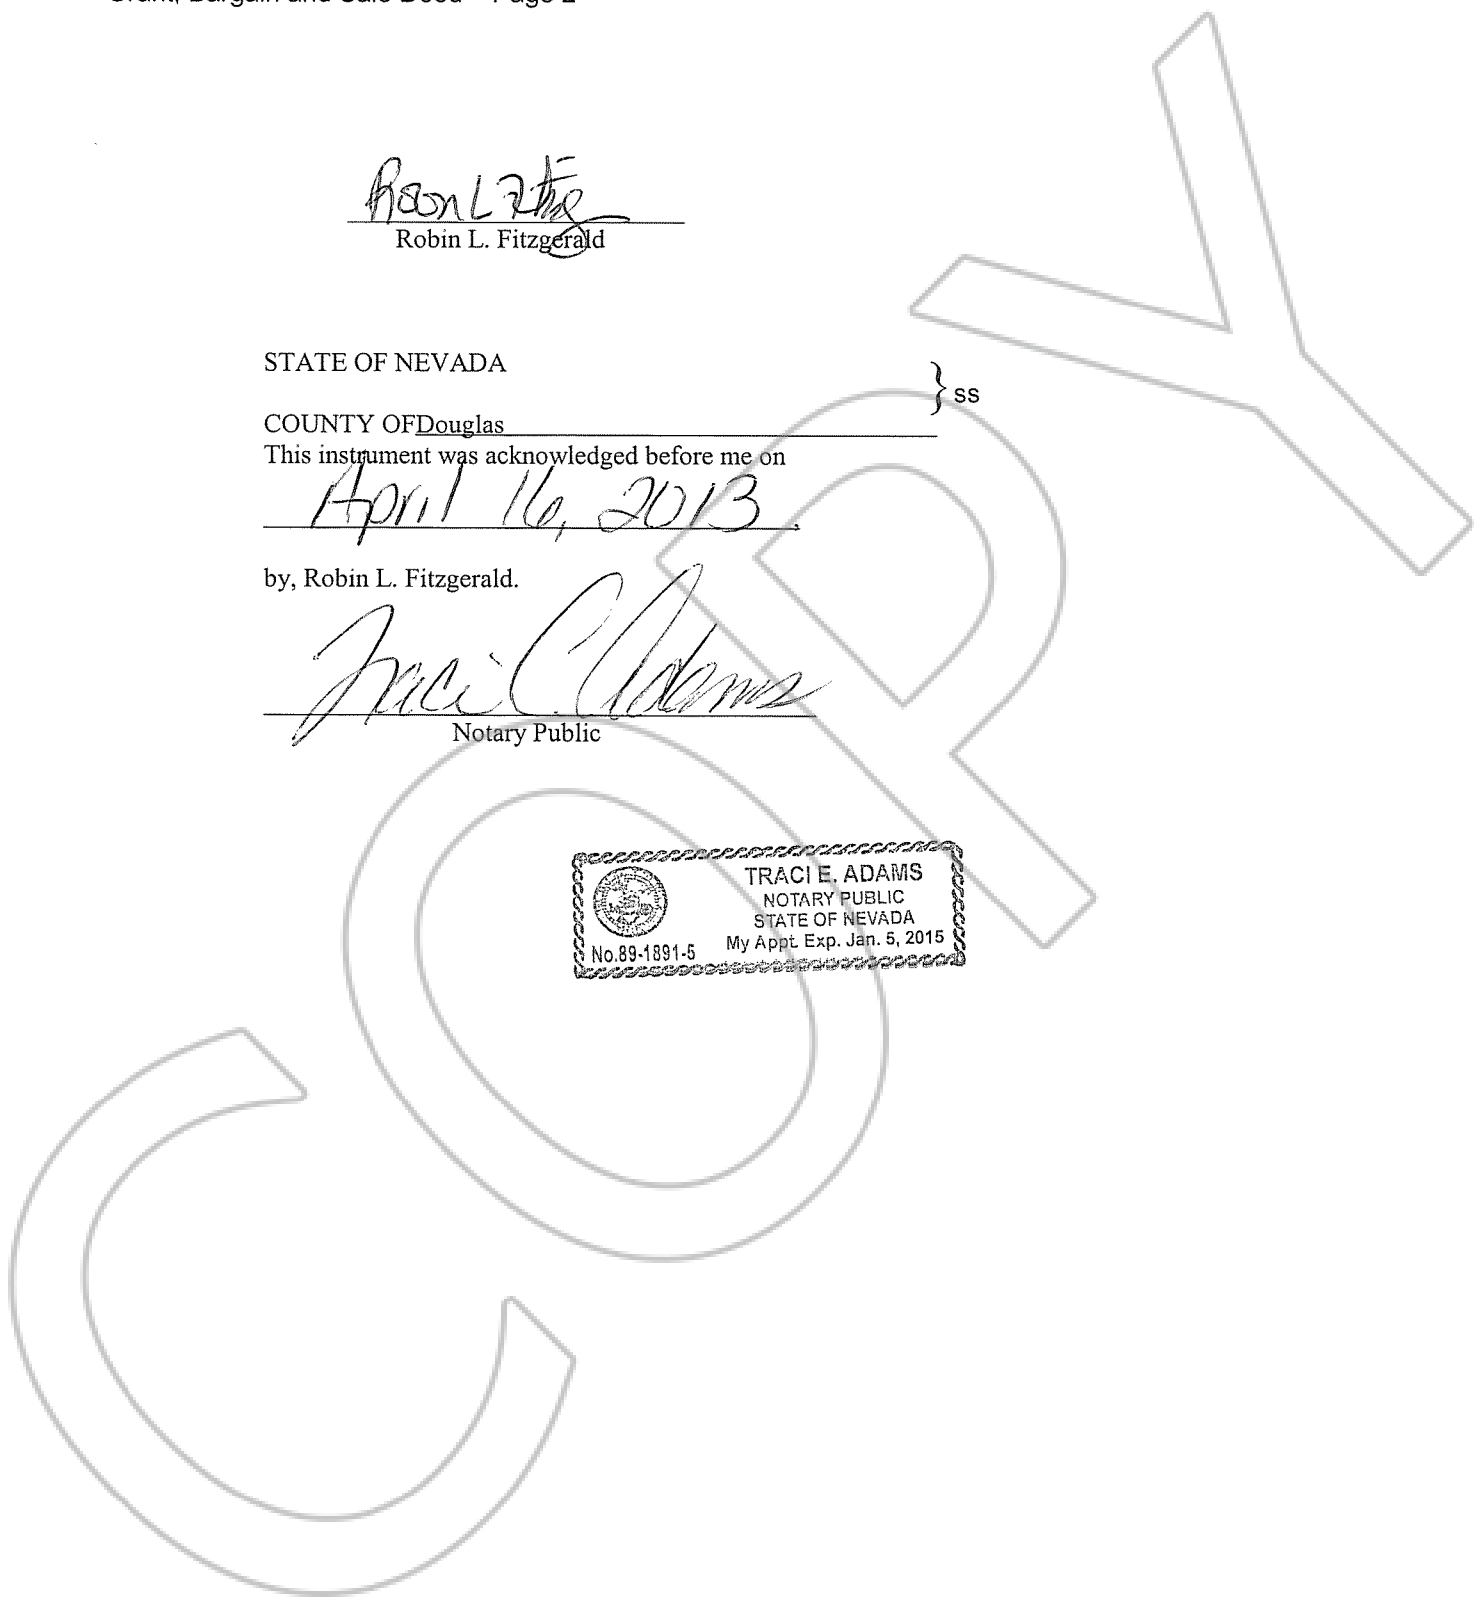 Grant, Bargain and Sale Deed – Page 2
Robin L. Fitzgerald
STATE OF NEVADA
} ss
COUNTY OFDouglas
This instrument was acknowledged before me on
April 16, 2013.
by, Robin L. Fitzgerald.
Notary Public
TRACI E. ADAMS
NOTARY PUBLIC
STATE OF NEVADA
No.89-1891-5 My Appt. Exp. Jan. 5, 2015
COPY